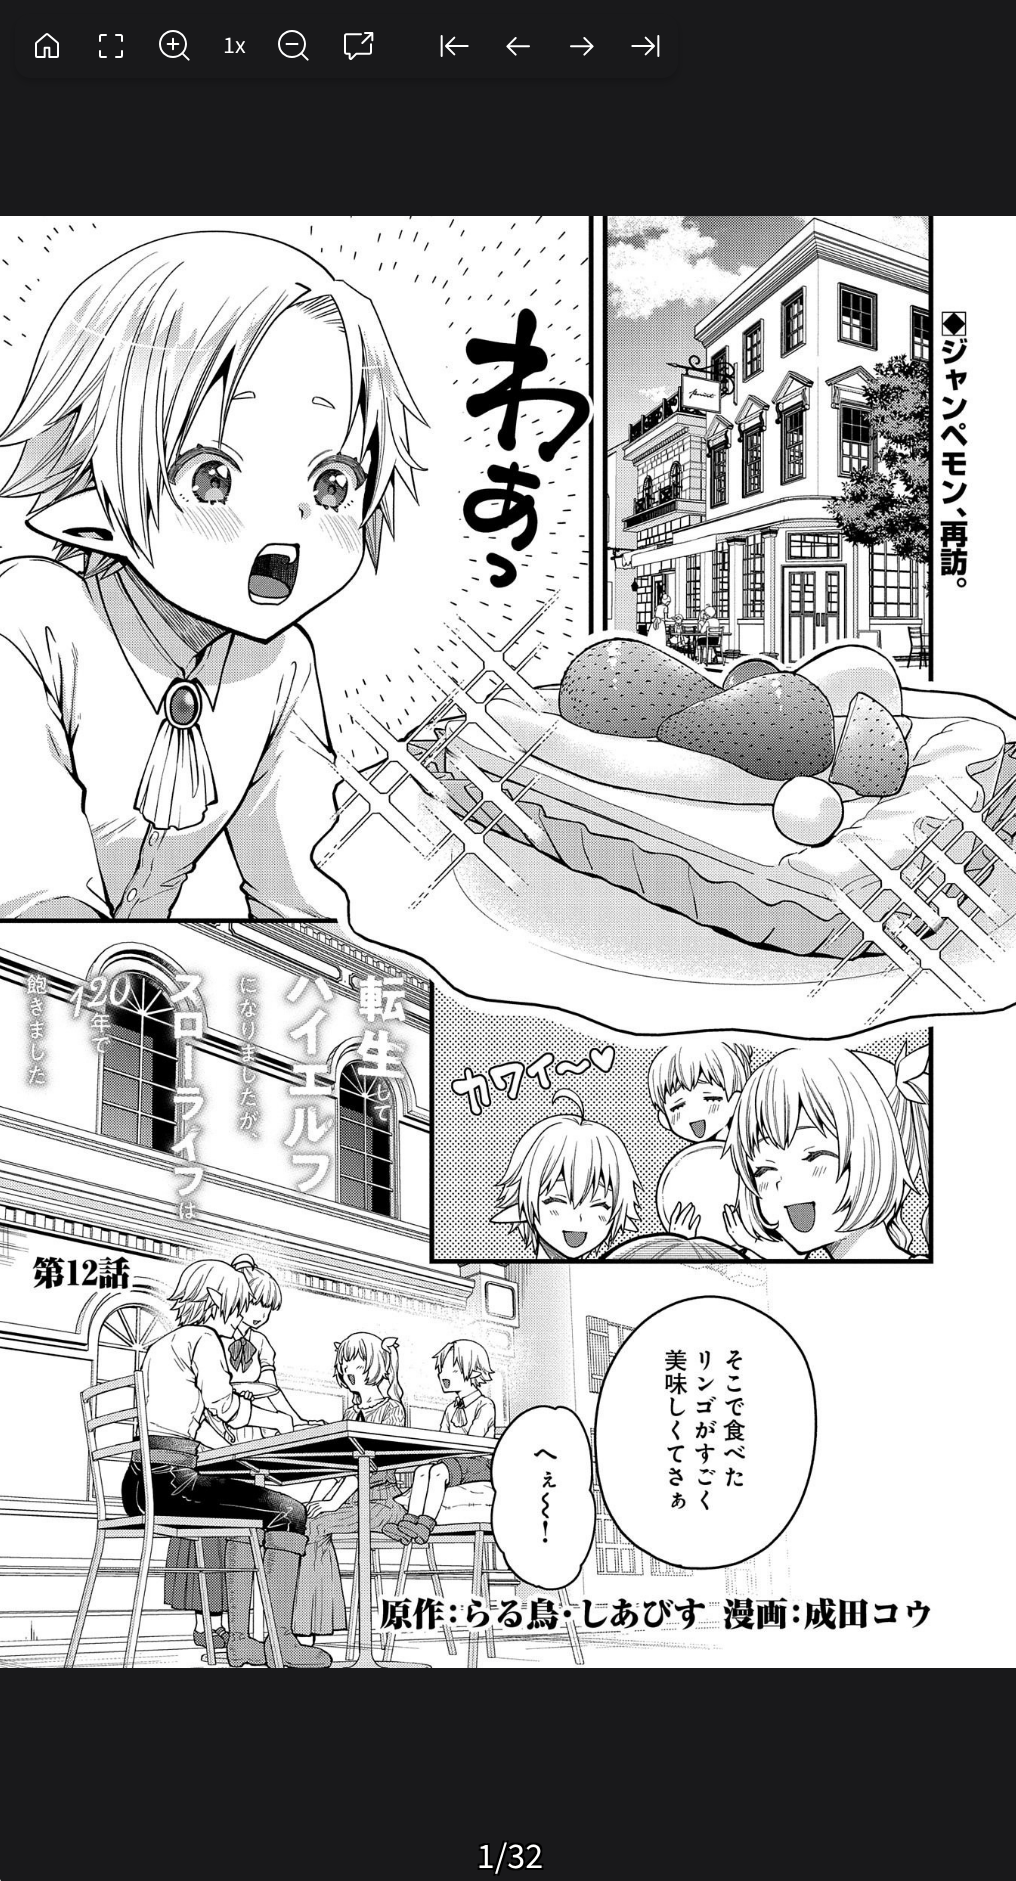 1x
◆ジャンペモン、再訪。
わぁっ
カワイ〜♡
転生して
ハイエルフ
になりましたが、
スローライフは
120年で
飽きました
第12話
そこで食べた
リンゴがすごく
美味しくてさぁ
へぇ〜!
原作:らる鳥・しあびす 漫画:成田コウ
1/32